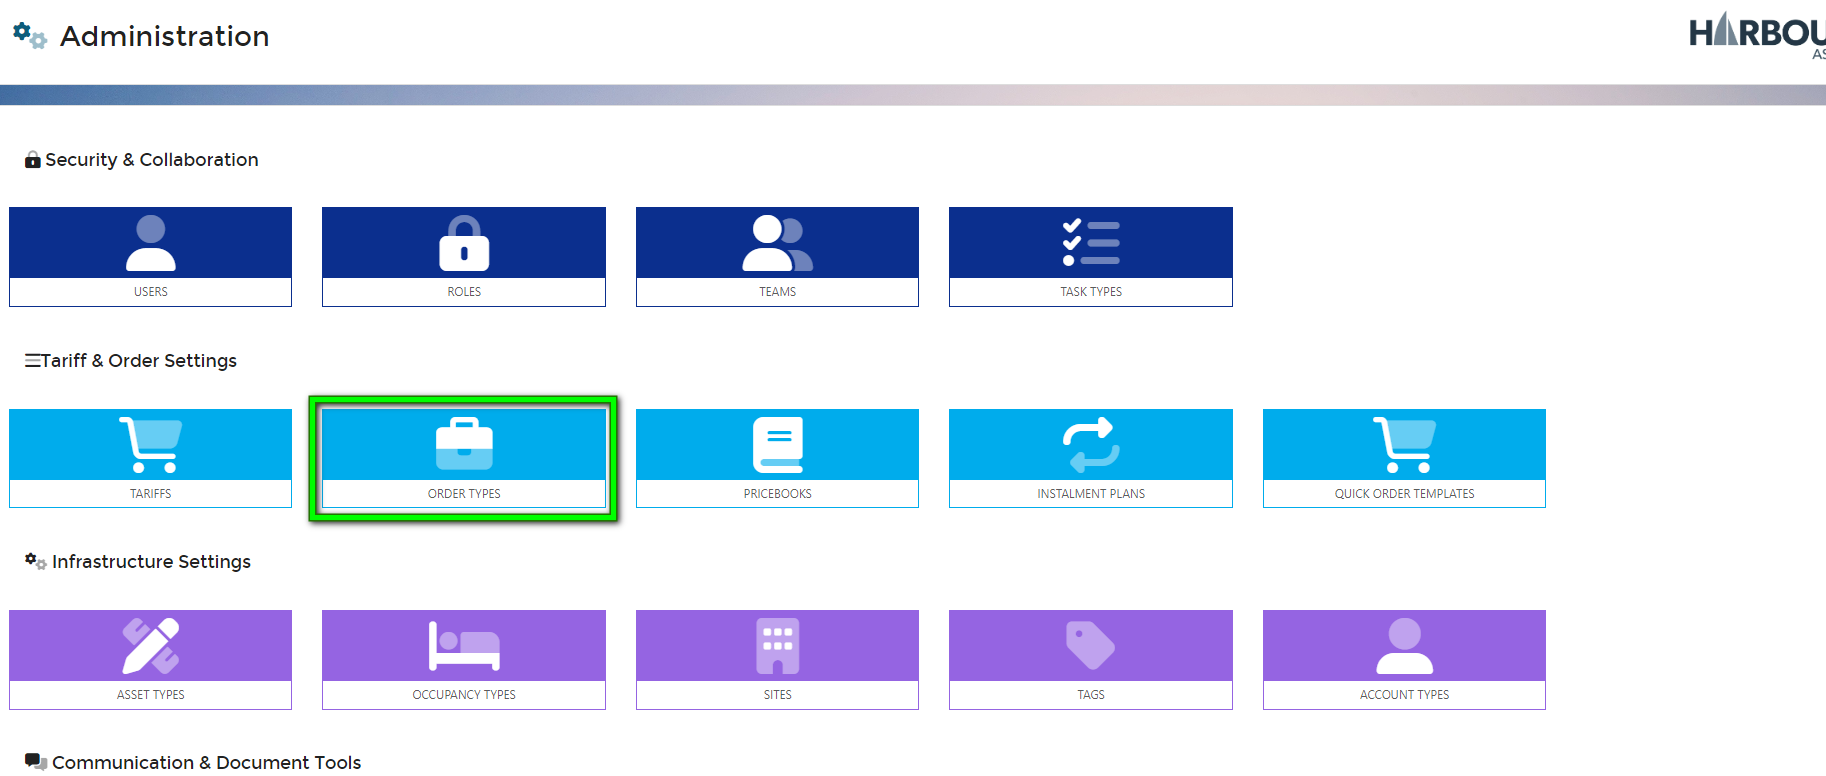 Administration
HARBOU
AS
Security & Collaboration
USERS
ROLES
TEAMS
TASK TYPES
Tariff & Order Settings
TARIFFS
ORDER TYPES
PRICEBOOKS
INSTALMENT PLANS
QUICK ORDER TEMPLATES
Infrastructure Settings
ASSET TYPES
OCCUPANCY TYPES
SITES
TAGS
ACCOUNT TYPES
Communication & Document Tools